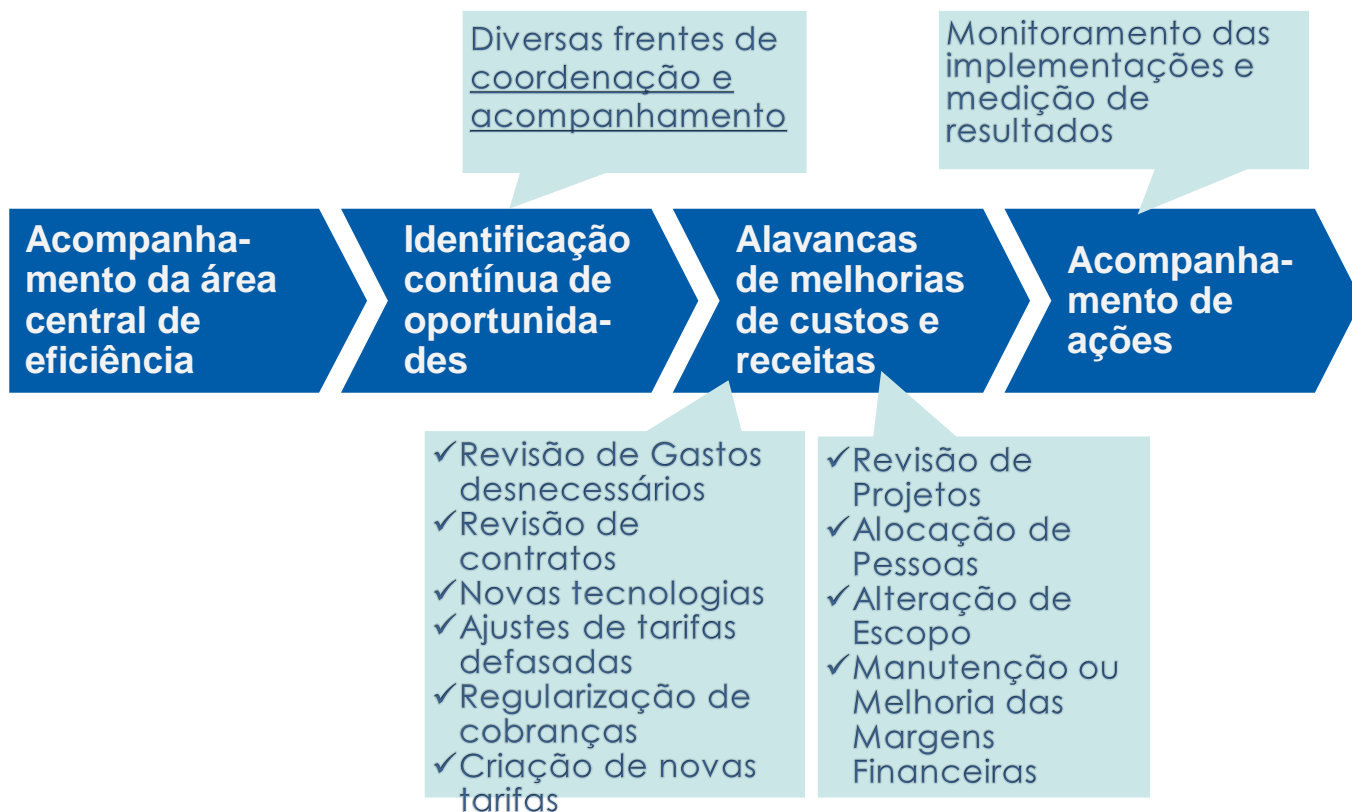 Diversas frentes de
coordenação e
acompanhamento
Monitoramento das
implementações e
medição de
resultados
Acompanha-
mento da área
central de
eficiência
Identificação
contínua de
oportunida-
des
Alavancas
de melhorias
de custos e
receitas
Acompanha-
mento de
ações
✓Revisão de Gastos
desnecessários
✓Revisão de
contratos
✓Novas tecnologias
✓Ajustes de tarifas
defasadas
✓Regularização de
cobranças
✓Criação de novas
tarifas
✓Revisão de
Projetos
✓Alocação de
Pessoas
✓Alteração de
Escopo
✓Manutenção ou
Melhoria das
Margens
Financeiras